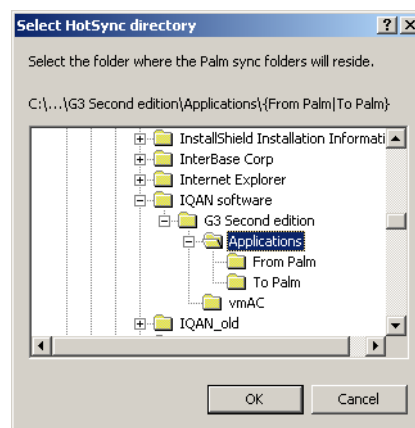 Select HotSync directory
Select the folder where the Palm sync folders will reside.
C:\...\G3 Second edition\Applications\{From Palm|To Palm}
InstallShield Installation Informati
InterBase Corp
Internet Explorer
IQAN software
G3 Second edition
Applications
From Palm
To Palm
vmAC
IQAN_old
OK Cancel